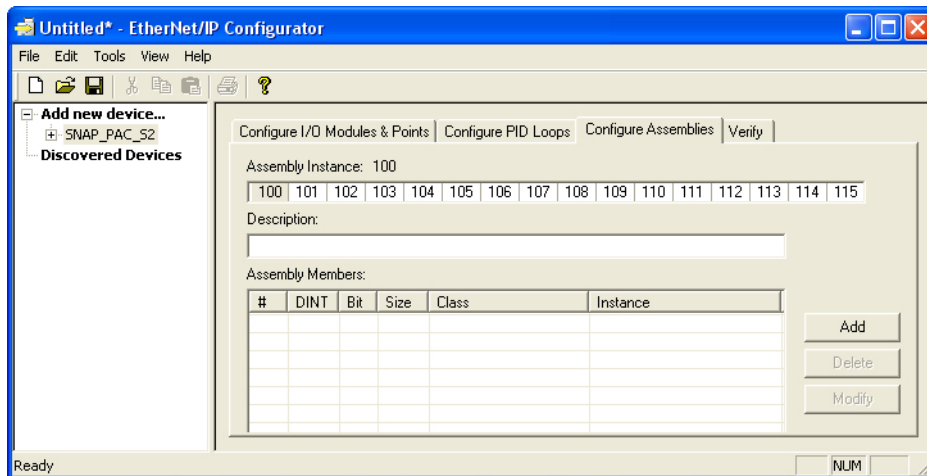 Untitled* - EtherNet/IP Configurator
File Edit Tools View Help
Add new device...
SNAP_PAC_S2
Discovered Devices
Configure I/O Modules & Points Configure PID Loops Configure Assemblies Verify
Assembly Instance: 100
100 101 102 103 104 105 106 107 108 109 110 111 112 113 114 115
Description:
Assembly Members:
# DINT Bit Size Class Instance
Add
Delete
Modify
Ready NUM